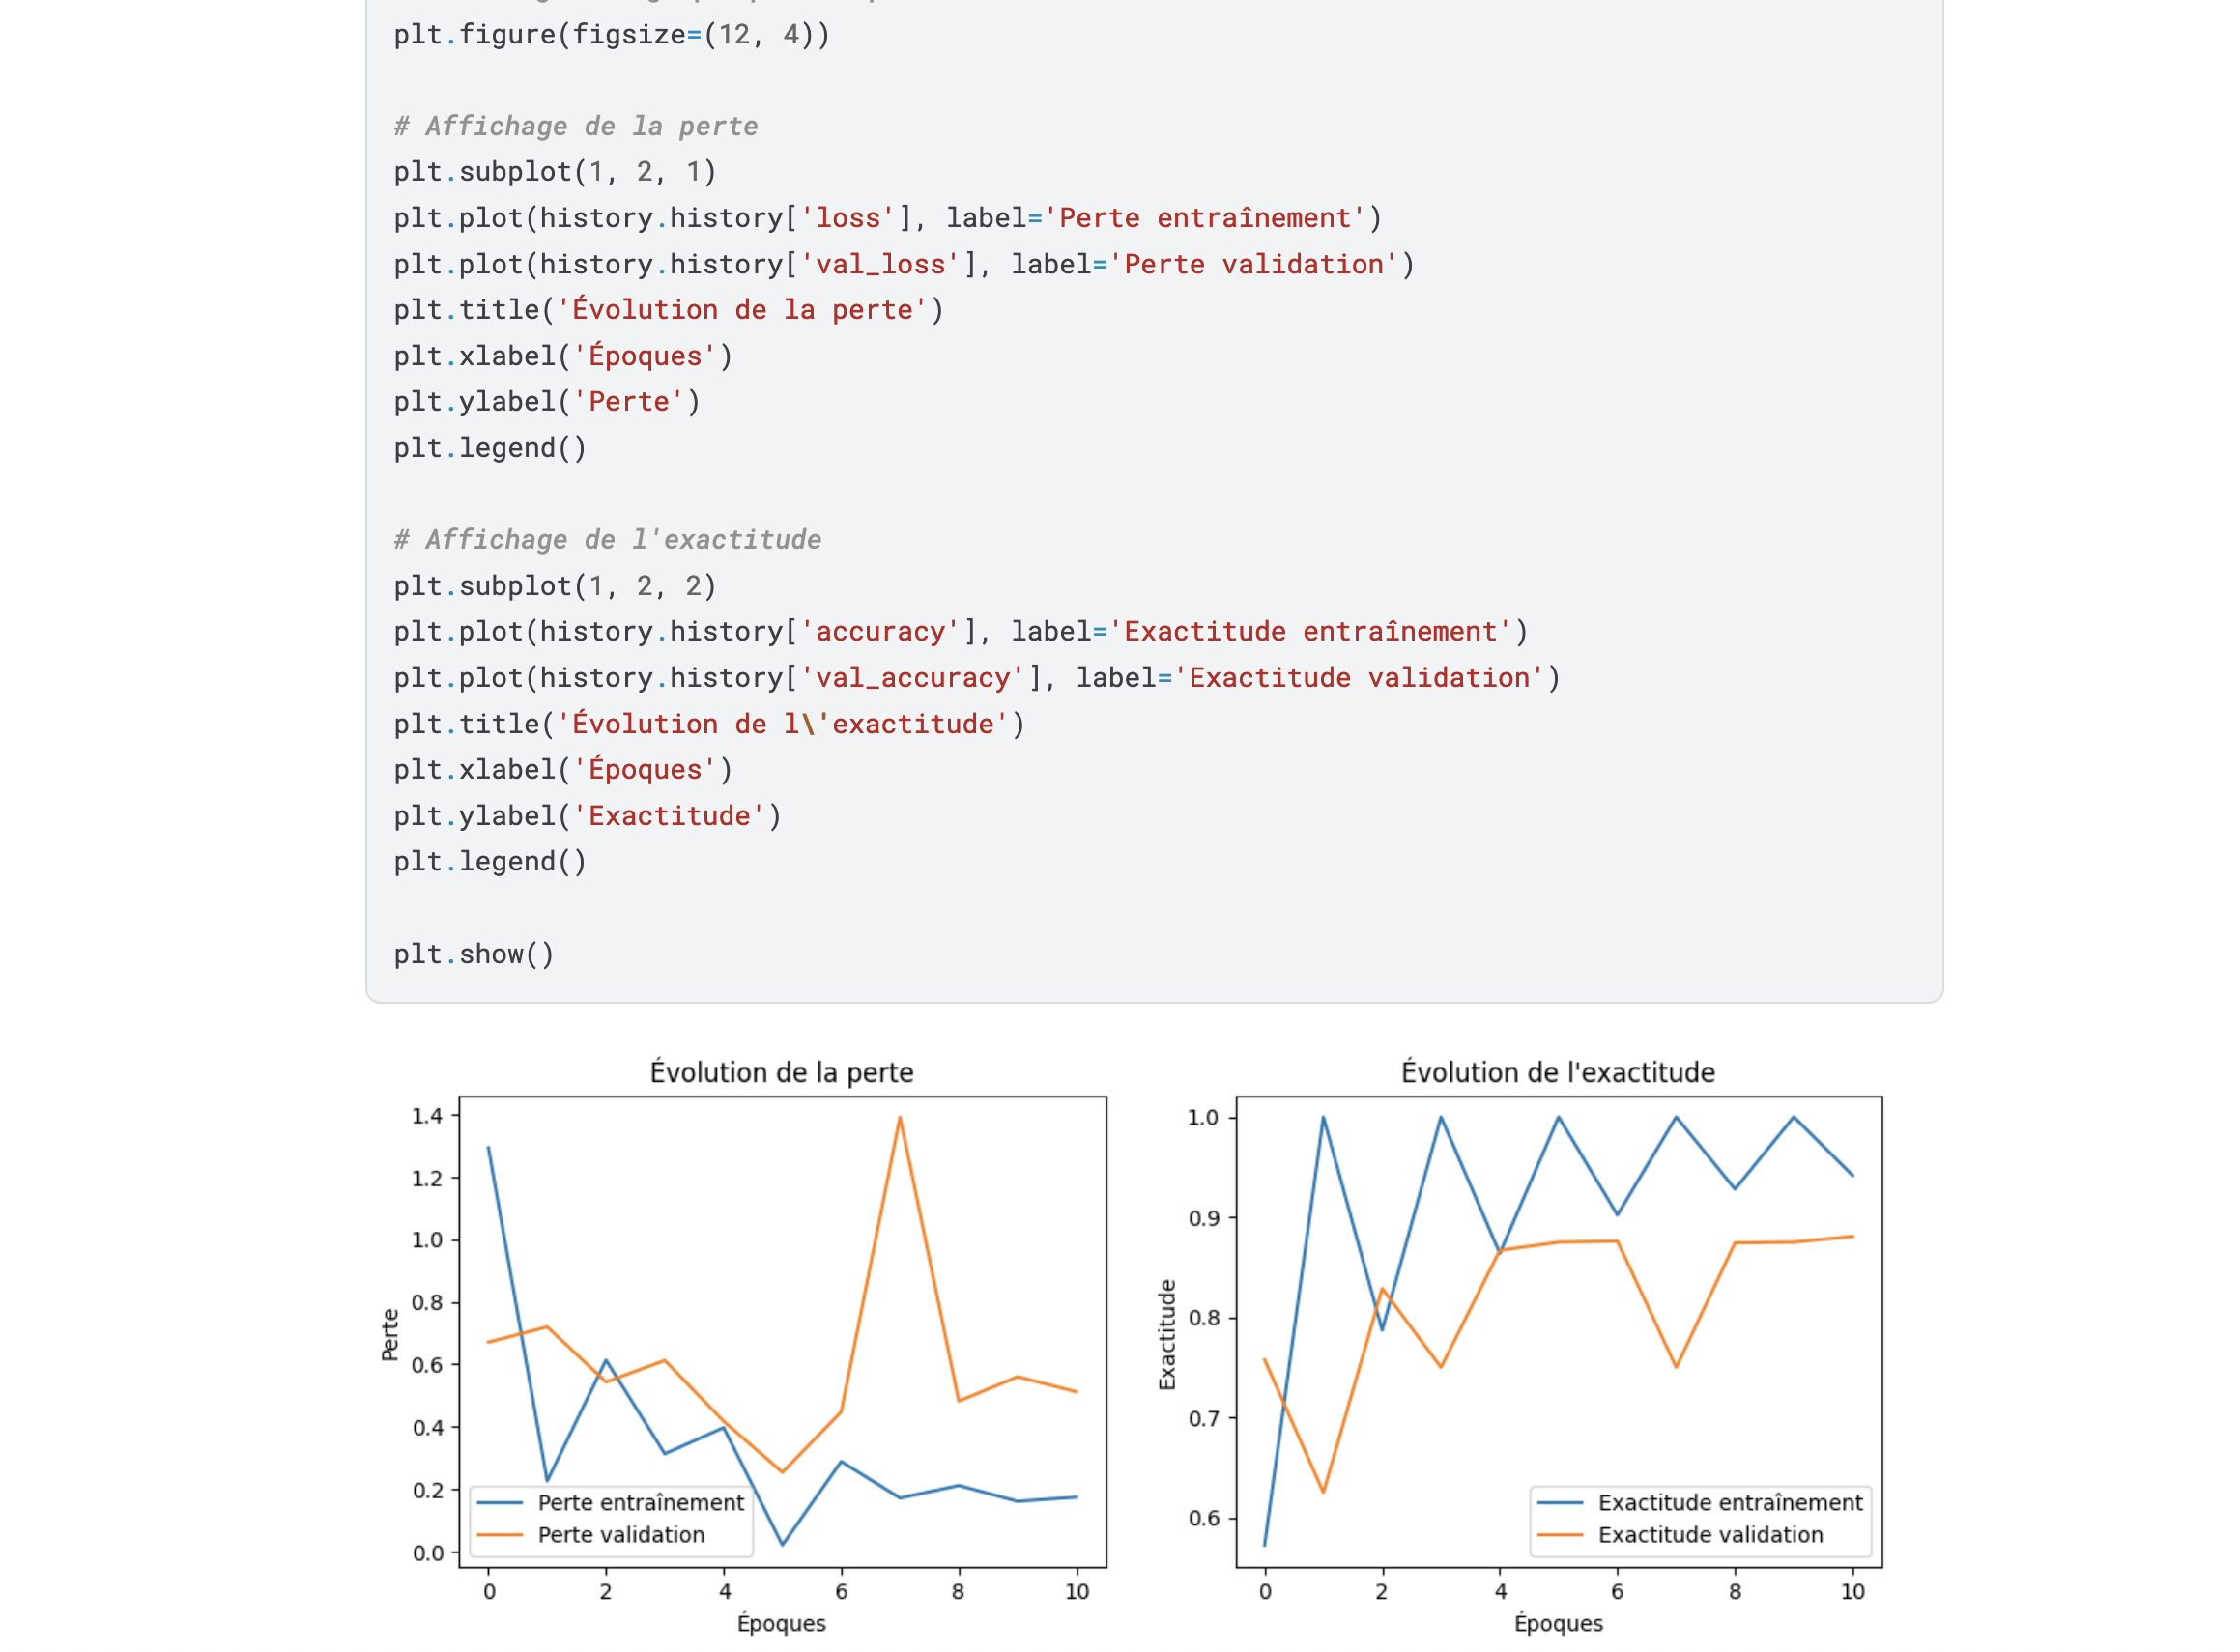 plt.figure(figsize=(12, 4))
# Affichage de la perte
plt.subplot(1, 2, 1)
plt.plot(history.history['loss'], label='Perte entraînement')
plt.plot(history.history['val_loss'], label='Perte validation')
plt.title('Évolution de la perte')
plt.xlabel('Époques')
plt.ylabel('Perte')
plt.legend()
# Affichage de l'exactitude
plt.subplot(1, 2, 2)
plt.plot(history.history['accuracy'], label='Exactitude entraînement')
plt.plot(history.history['val_accuracy'], label='Exactitude validation')
plt.title('Évolution de l\'exactitude')
plt.xlabel('Époques')
plt.ylabel('Exactitude')
plt.legend()
plt.show()
Évolution de la perte
1.4
1.2
1.0
0.8
0.6
0.4
0.2
0.0
Perte
Perte entraînement
Perte validation
0 2 4 6 8 10
Époques
Évolution de l'exactitude
1.0
0.9
0.8
0.7
0.6
Exactitude
Exactitude entraînement
Exactitude validation
0 2 4 6 8 10
Époques